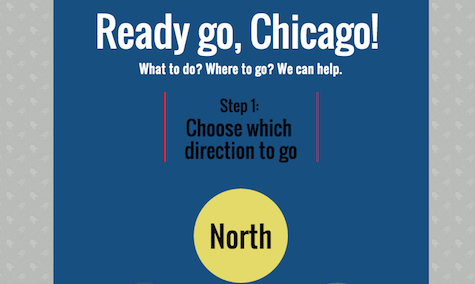 Ready go, Chicago!
What to do? Where to go? We can help.
Step 1:
Choose which
direction to go
North